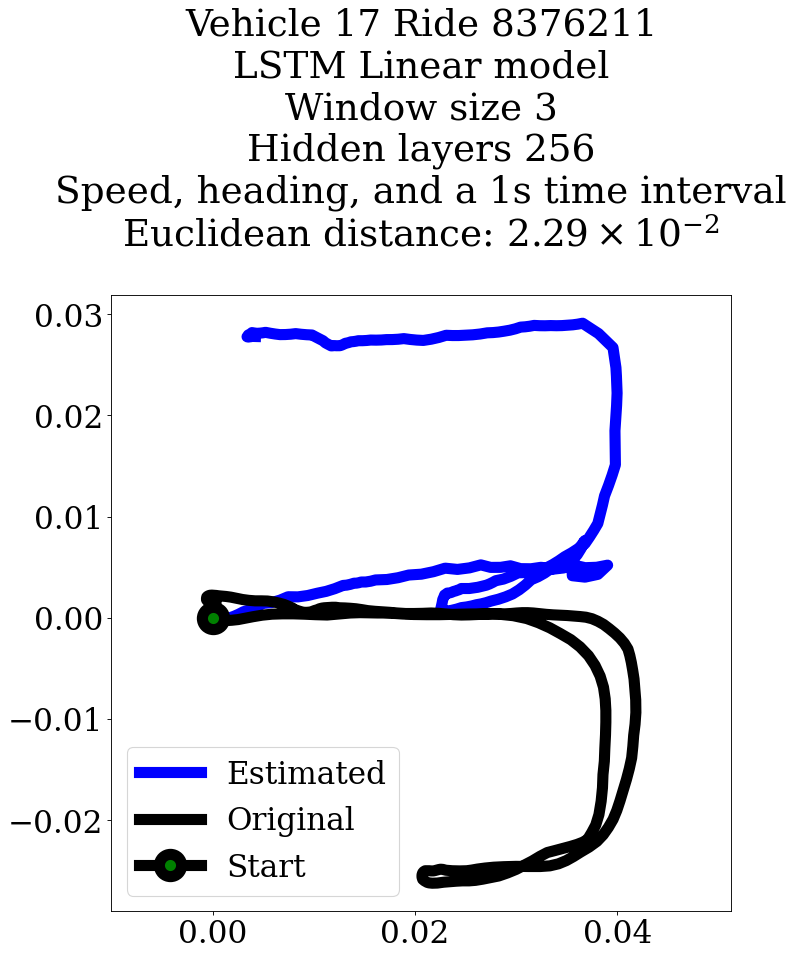 Vehicle 17 Ride 8376211
LSTM Linear model
Window size 3
Hidden layers 256
Speed, heading, and a 1s time interval
Euclidean distance: 2.29 × 10⁻²
0.03
0.02
0.01
0.00
−0.01
−0.02
Estimated
Original
Start
0.00 0.02 0.04